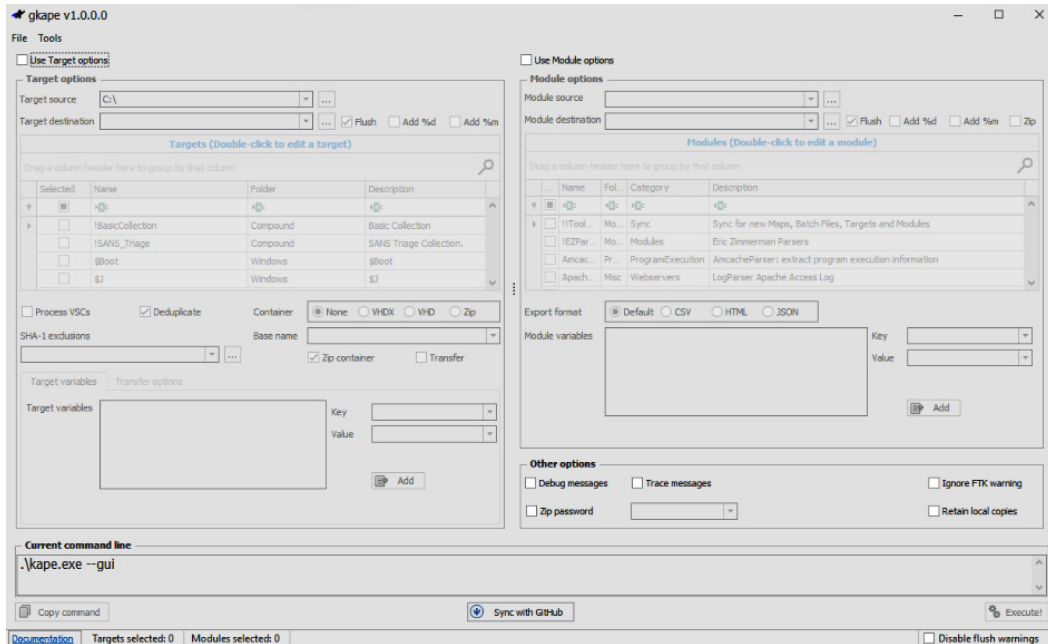 gkape v1.0.0.0
File Tools
Use Target options
Target options
Target source C:\ ...
Target destination ... Flush Add %d Add %m
Targets (Double-click to edit a target)
Drag a column header here to group by that column
Selected Name Folder Description
!BasicCollection Compound Basic Collection
!SANS_Triage Compound SANS Triage Collection.
$Boot Windows $Boot
$J Windows $J
Process VSCs Deduplicate Container None VHDX VHD Zip
SHA-1 exclusions Base name
... Zip container Transfer
Target variables Transfer options
Target variables Key
Value
Add
Use Module options
Module options
Module source ...
Module destination ... Flush Add %d Add %m Zip
Modules (Double-click to edit a module)
Drag a column header here to group by that column
... Name Fol... Category Description
!!Tool... Mo... Sync Sync for new Maps, Batch Files, Targets and Modules
!EZPar... Mo... Modules Eric Zimmerman Parsers
Amcac... Pr... ProgramExecution AmcacheParser: extract program execution information
Apach... Misc Webservers LogParser Apache Access Log
Export format Default CSV HTML JSON
Module variables Key
Value
Add
Other options
Debug messages Trace messages Ignore FTK warning
Zip password Retain local copies
Current command line
.\kape.exe --gui
Copy command Sync with GitHub Execute!
Documentation Targets selected: 0 Modules selected: 0 Disable flush warnings